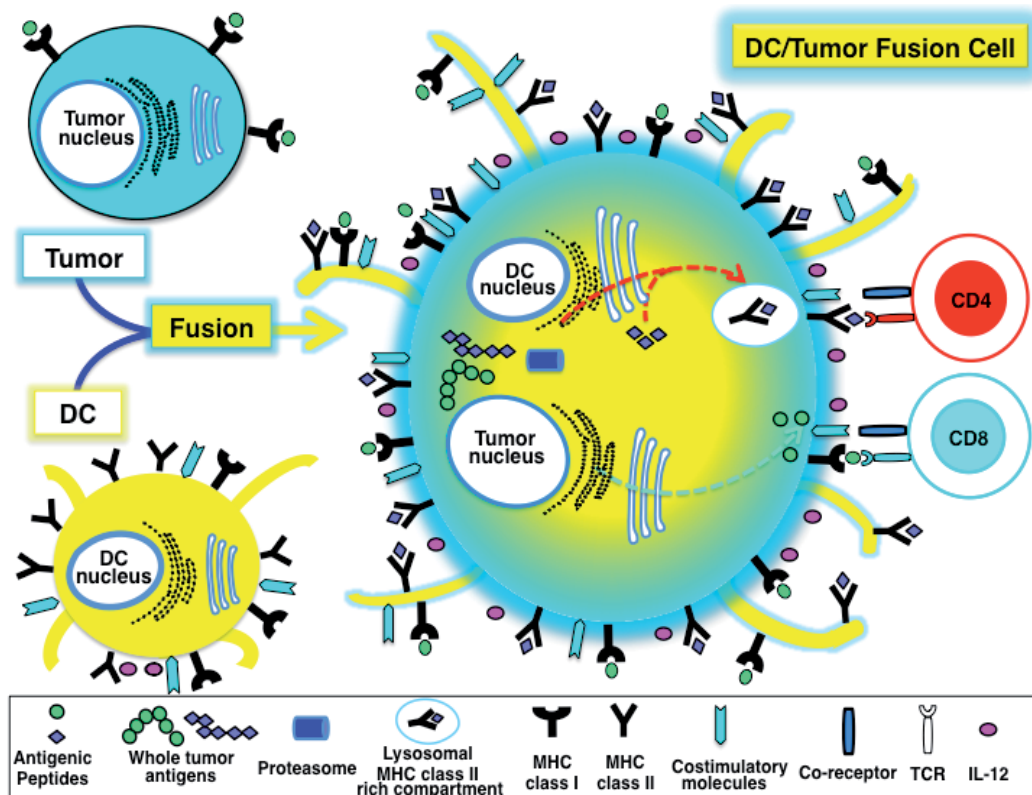 DC/Tumor Fusion Cell
Tumor
nucleus
Tumor
Fusion
DC
DC
nucleus
DC
nucleus
Tumor
nucleus
CD4
CD8
Antigenic
Peptides
Whole tumor
antigens
Proteasome
Lysosomal
MHC class II
rich compartment
MHC
class I
MHC
class II
Costimulatory
molecules
Co-receptor
TCR
IL-12